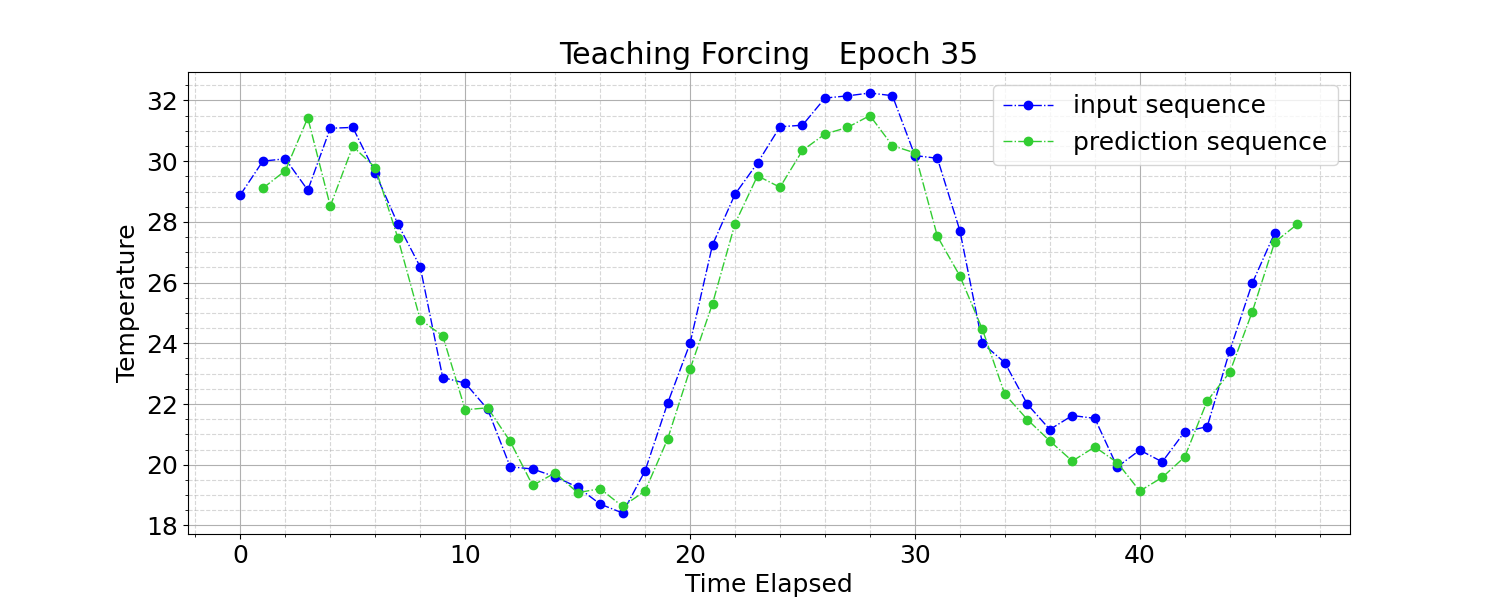 Teaching Forcing Epoch 35
input sequence
prediction sequence
Temperature
32
30
28
26
24
22
20
18
0 10 20 30 40
Time Elapsed